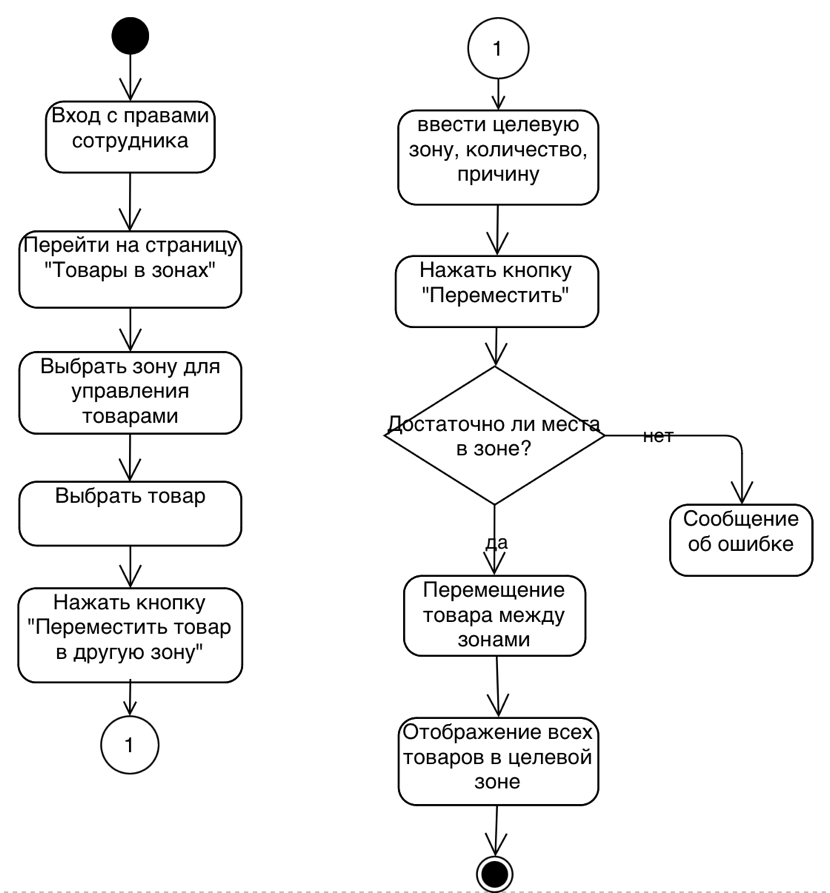 Вход с правами
сотрудника
Перейти на страницу
"Товары в зонах"
Выбрать зону для
управления
товарами
Выбрать товар
Нажать кнопку
"Переместить товар
в другую зону"
1
1
ввести целевую
зону, количество,
причину
Нажать кнопку
"Переместить"
Достаточно ли места
в зоне?
нет
Сообщение
об ошибке
да
Перемещение
товара между
зонами
Отображение всех
товаров в целевой
зоне